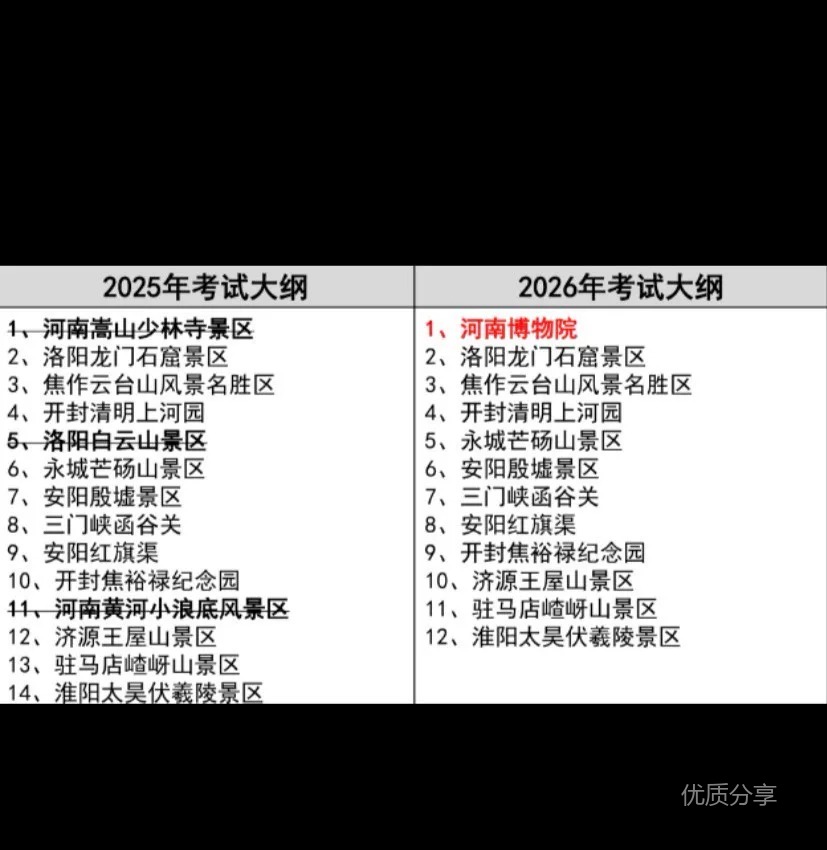 2025年考试大纲
1、河南嵩山少林寺景区
2、洛阳龙门石窟景区
3、焦作云台山风景名胜区
4、开封清明上河园
5、洛阳白云山景区
6、永城芒砀山景区
7、安阳殷墟景区
8、三门峡函谷关
9、安阳红旗渠
10、开封焦裕禄纪念园
11、河南黄河小浪底风景区
12、济源王屋山景区
13、驻马店嵖岈山景区
14、淮阳太昊伏羲陵景区
2026年考试大纲
1、河南博物院
2、洛阳龙门石窟景区
3、焦作云台山风景名胜区
4、开封清明上河园
5、永城芒砀山景区
6、安阳殷墟景区
7、三门峡函谷关
8、安阳红旗渠
9、开封焦裕禄纪念园
10、济源王屋山景区
11、驻马店嵖岈山景区
12、淮阳太昊伏羲陵景区
优质分享